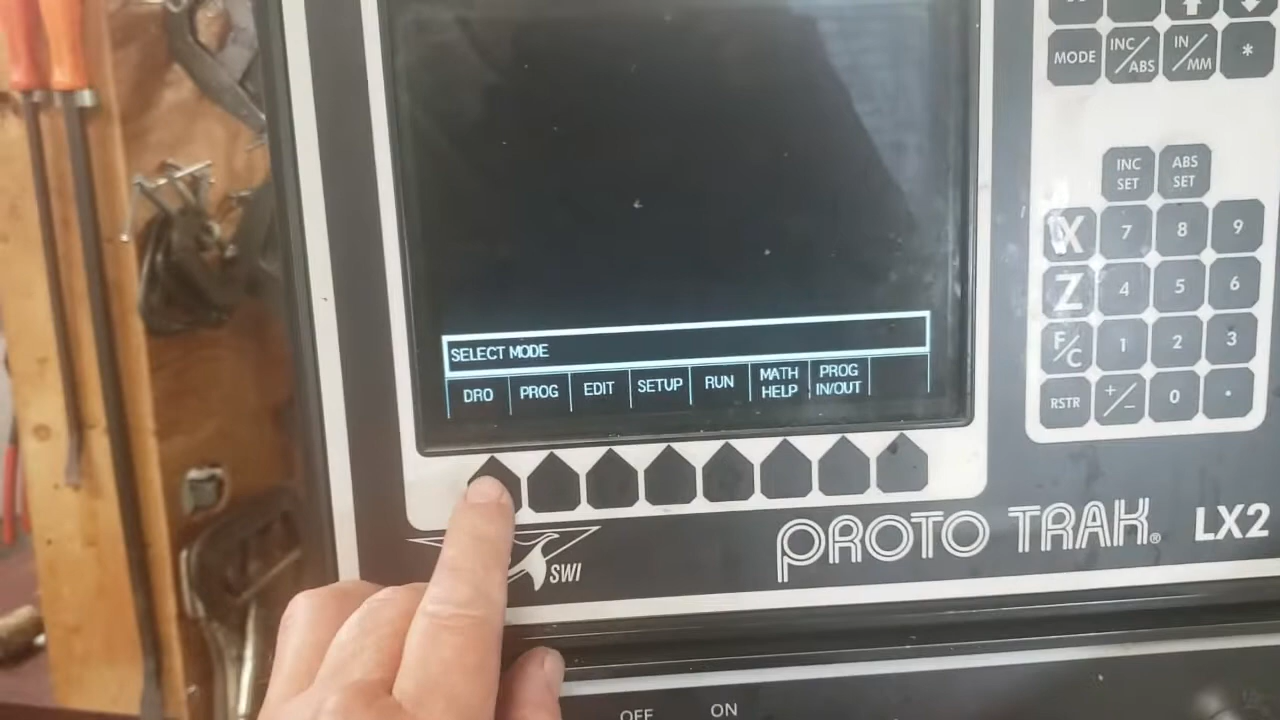 MODE INC/ABS IN/MM *
INC SET ABS SET
X 7 8 9
Z 4 5 6
F/C 1 2 3
RSTR +/- 0 .
SELECT MODE
DRO PROG EDIT SETUP RUN MATH HELP PROG IN/OUT
PROTO TRAK® LX2
SWI
OFF ON